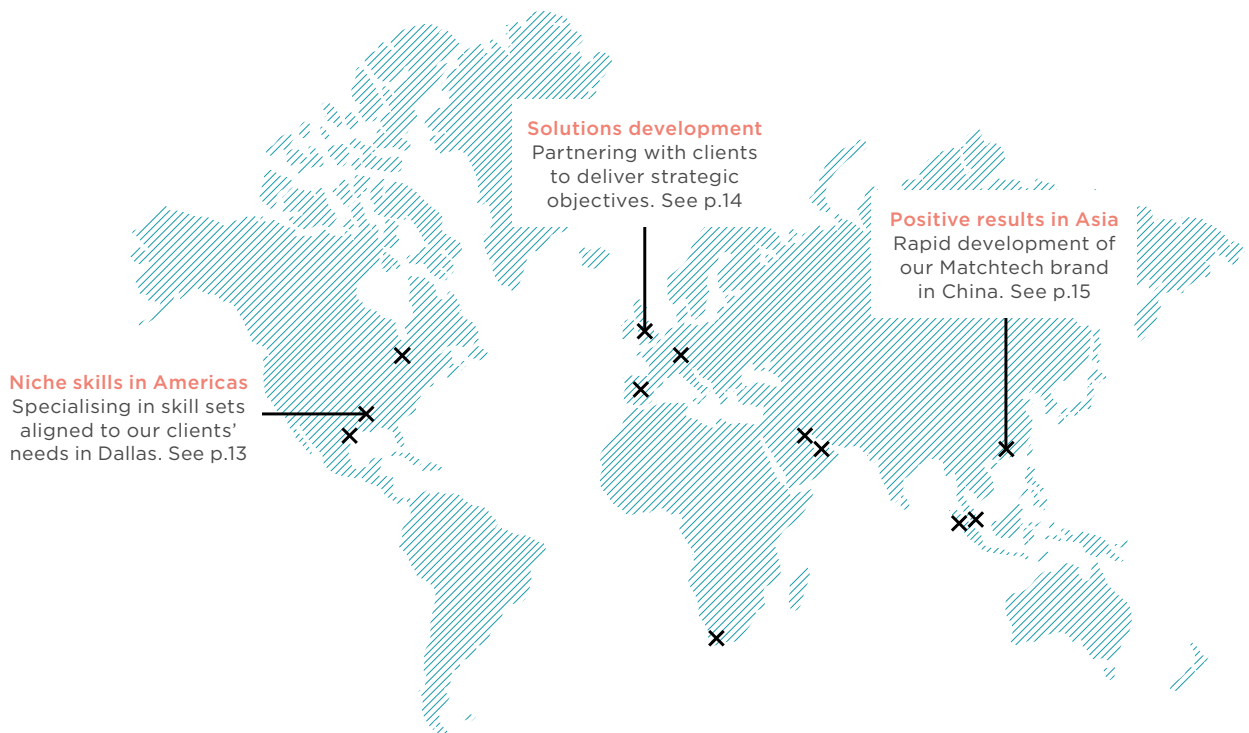 Solutions development
Partnering with clients
to deliver strategic
objectives. See p.14
Positive results in Asia
Rapid development of
our Matchtech brand
in China. See p.15
Niche skills in Americas
Specialising in skill sets
aligned to our clients’
needs in Dallas. See p.13